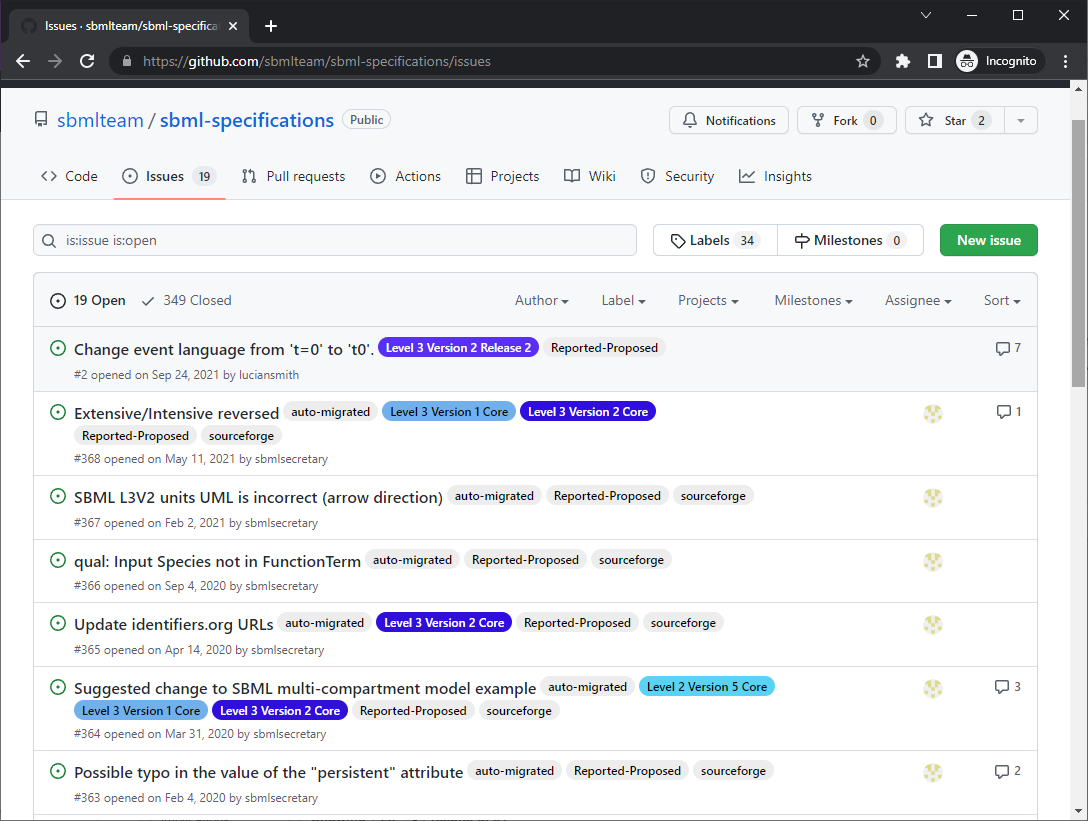 Issues · sbmlteam/sbml-specifica
https://github.com/sbmlteam/sbml-specifications/issues
Incognito
sbmlteam / sbml-specifications Public
Notifications Fork 0 Star 2
Code Issues 19 Pull requests Actions Projects Wiki Security Insights
is:issue is:open
Labels 34 Milestones 0 New issue
19 Open 349 Closed Author Label Projects Milestones Assignee Sort
Change event language from 't=0' to 't0'. Level 3 Version 2 Release 2 Reported-Proposed 7
#2 opened on Sep 24, 2021 by luciansmith
Extensive/Intensive reversed auto-migrated Level 3 Version 1 Core Level 3 Version 2 Core 1
Reported-Proposed sourceforge
#368 opened on May 11, 2021 by sbmlsecretary
SBML L3V2 units UML is incorrect (arrow direction) auto-migrated Reported-Proposed sourceforge
#367 opened on Feb 2, 2021 by sbmlsecretary
qual: Input Species not in FunctionTerm auto-migrated Reported-Proposed sourceforge
#366 opened on Sep 4, 2020 by sbmlsecretary
Update identifiers.org URLs auto-migrated Level 3 Version 2 Core Reported-Proposed sourceforge
#365 opened on Apr 14, 2020 by sbmlsecretary
Suggested change to SBML multi-compartment model example auto-migrated Level 2 Version 5 Core 3
Level 3 Version 1 Core Level 3 Version 2 Core Reported-Proposed sourceforge
#364 opened on Mar 31, 2020 by sbmlsecretary
Possible typo in the value of the "persistent" attribute auto-migrated Reported-Proposed sourceforge 2
#363 opened on Feb 4, 2020 by sbmlsecretary